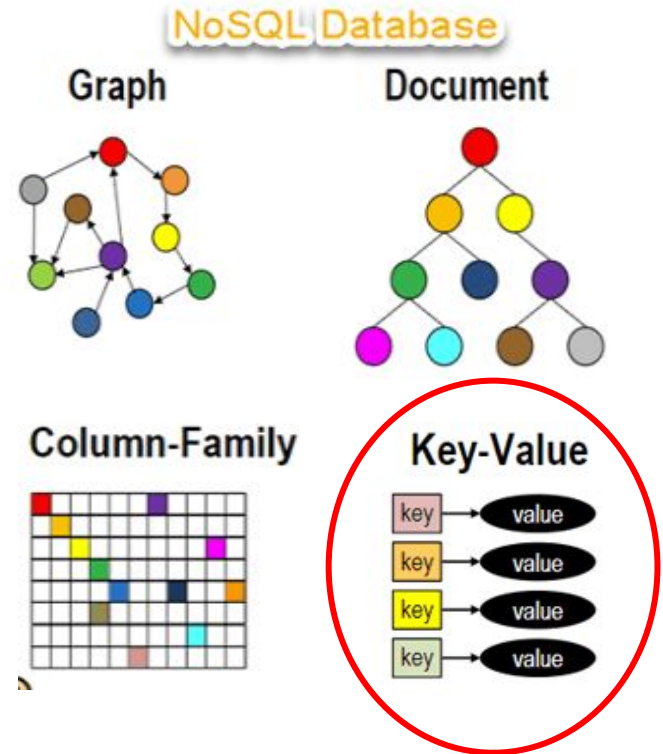 NoSQL Database
Graph
Document
Column-Family
Key-Value
key value
key value
key value
key value